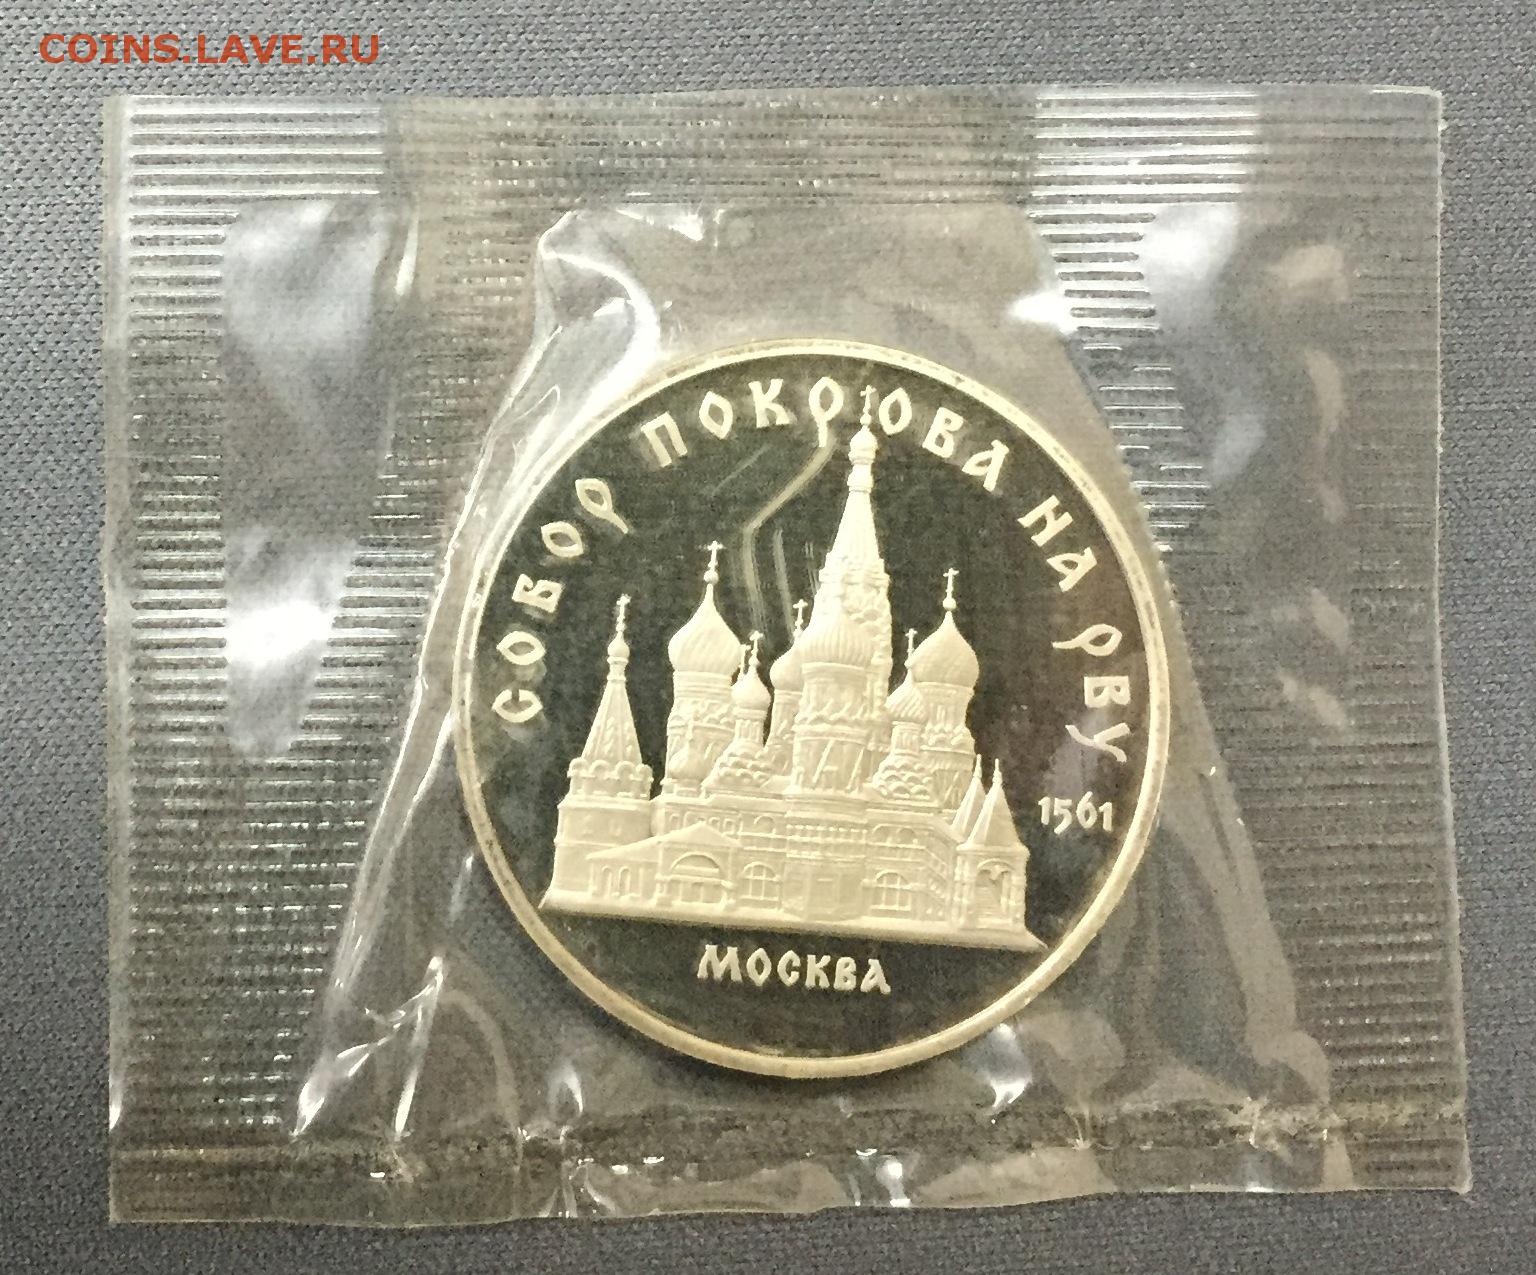 COINS.LAVE.RU
СОБОР ПОКРОВА НА РВУ
1561
МОСКВА